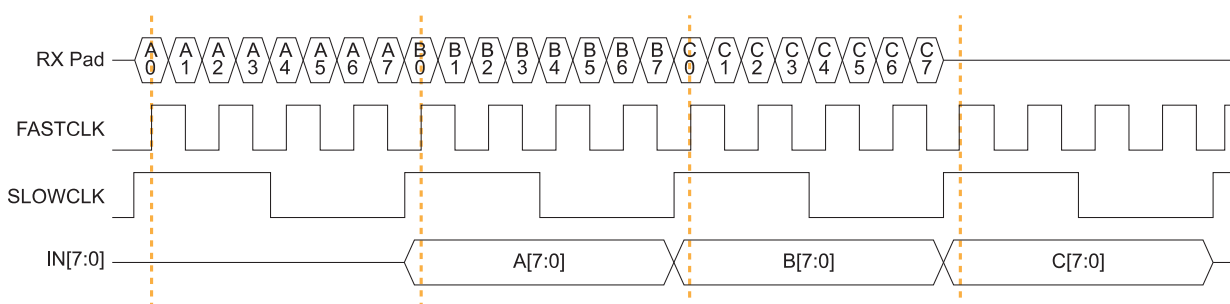 RX Pad A0 A1 A2 A3 A4 A5 A6 A7 B0 B1 B2 B3 B4 B5 B6 B7 C0 C1 C2 C3 C4 C5 C6 C7
FASTCLK
SLOWCLK
IN[7:0] A[7:0] B[7:0] C[7:0]